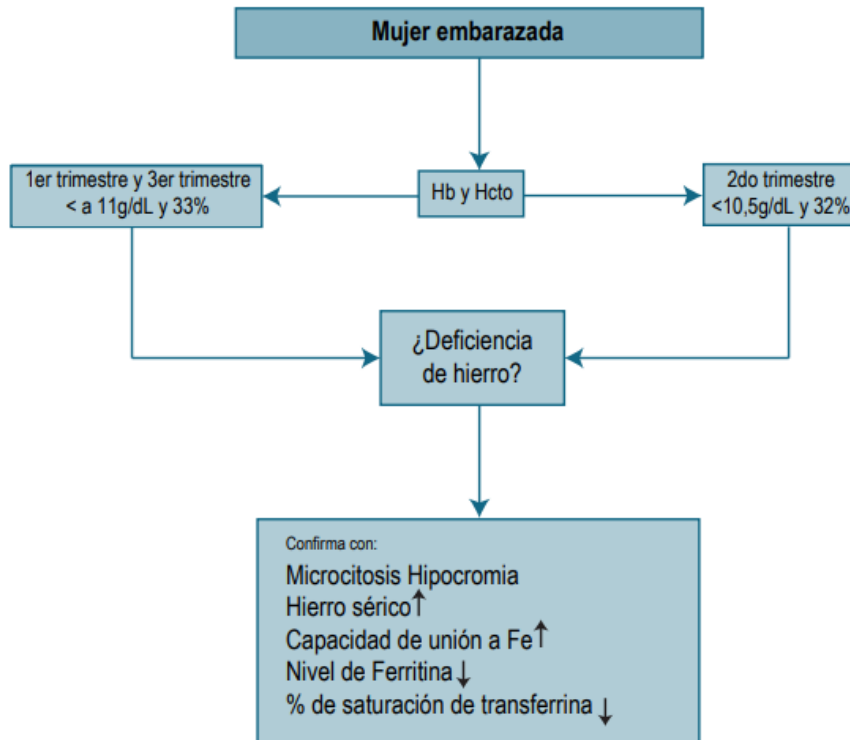 Mujer embarazada
1er trimestre y 3er trimestre
< a 11g/dL y 33%
Hb y Hcto
2do trimestre
<10,5g/dL y 32%
¿Deficiencia
de hierro?
Confirma con:
Microcitosis Hipocromia
Hierro sérico↑
Capacidad de unión a Fe↑
Nivel de Ferritina↓
% de saturación de transferrina↓